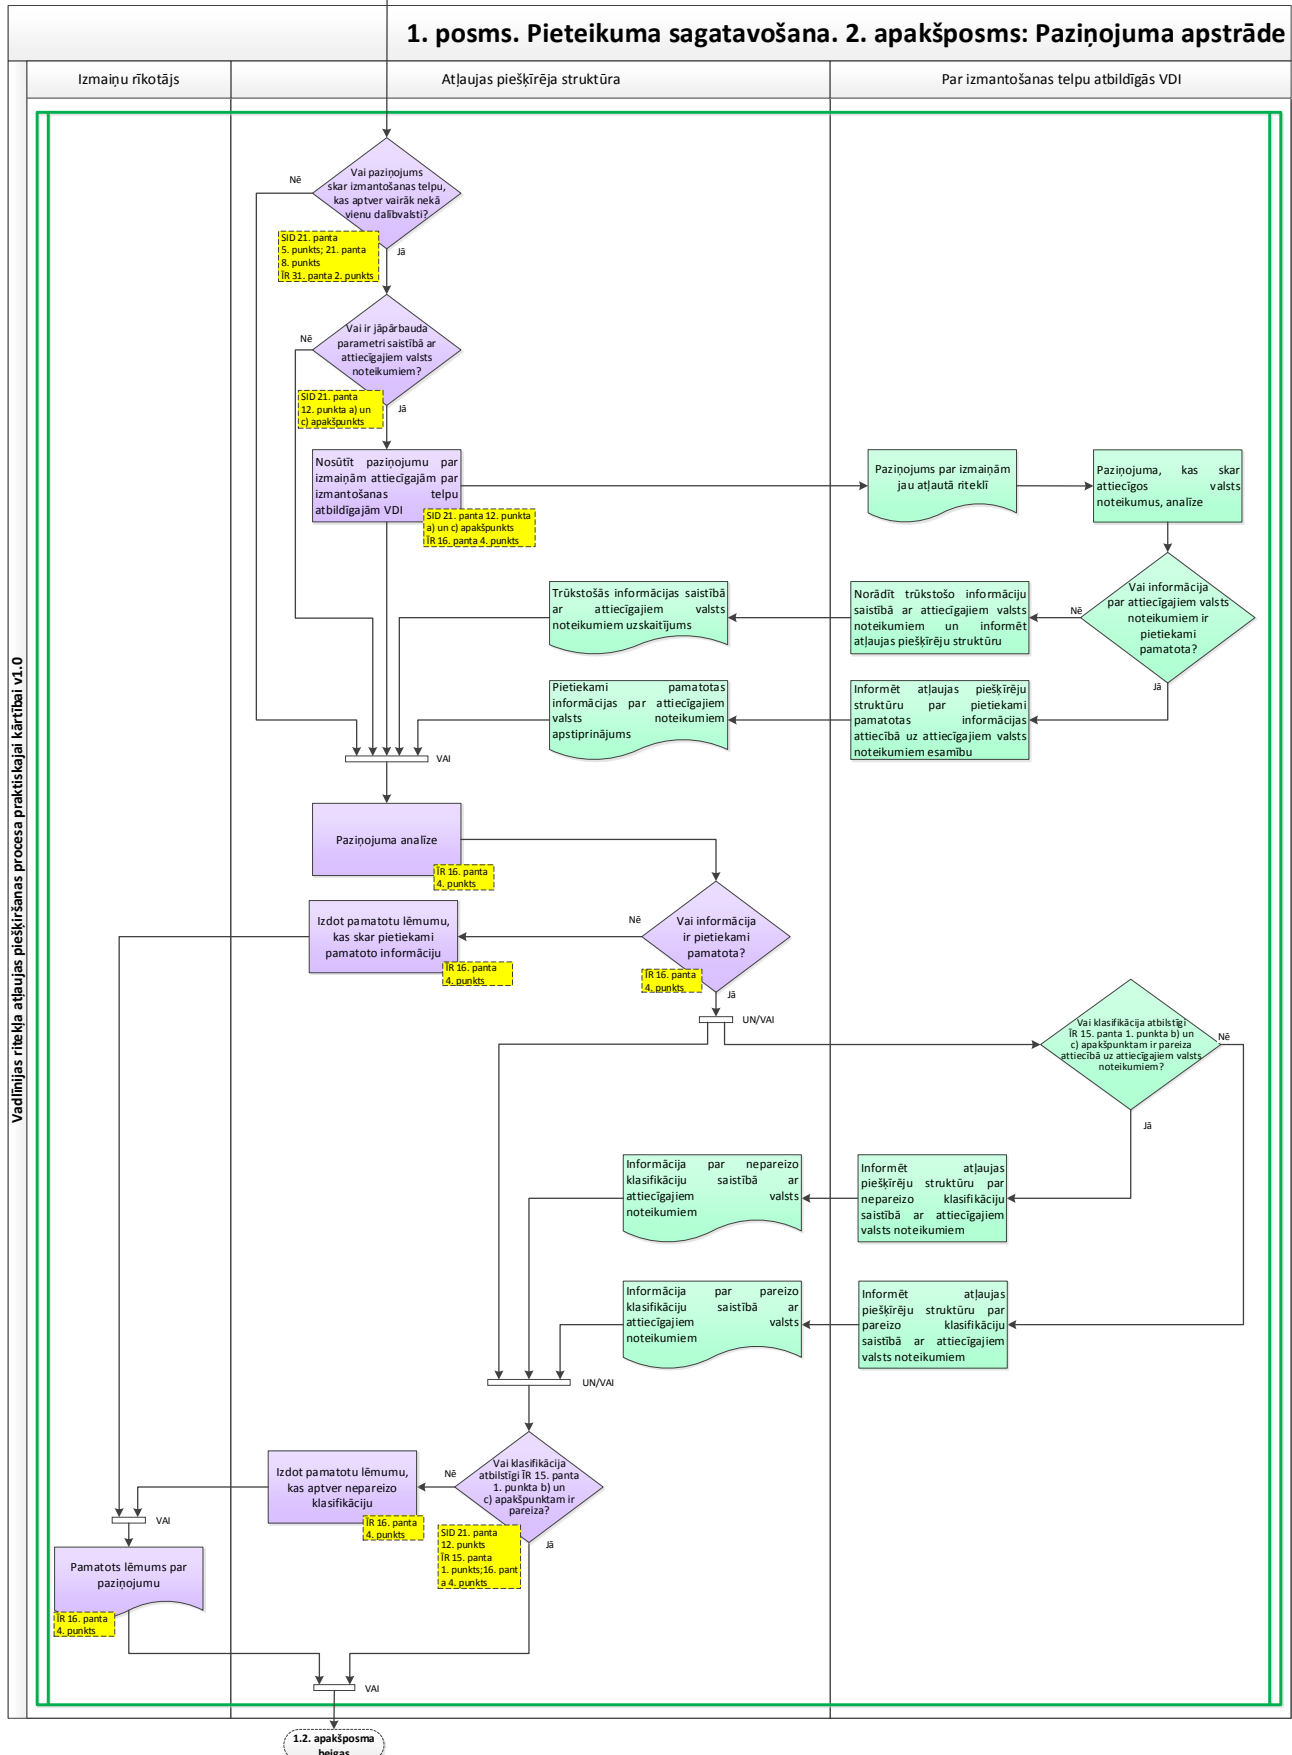 1. posms. Pieteikuma sagatavošana. 2. apakšposms: Paziņojuma apstrāde
Izmaiņu rīkotājs
Atļaujas piešķīrēja struktūra
Par izmantošanas telpu atbildīgās VDI
Vadlīnijas ritekļa atļaujas piešķiršanas procesa praktiskajai kārtībai v1.0
Vai paziņojums
skar izmantošanas telpu,
kas aptver vairāk nekā
vienu dalībvalsti?
Nē
SID 21. panta
5. punkts; 21. panta
8. punkts
ĪR 31. panta 2. punkts
Jā
Vai ir jāpārbauda
parametri saistībā ar
attiecīgajiem valsts
noteikumiem?
Nē
SID 21. panta
12. punkta a) un
c) apakšpunkts
Jā
Nosūtīt paziņojumu par
izmaiņām attiecīgajām par
izmantošanas telpu
atbildīgajām VDI
SID 21. panta 12. punkta
a) un c) apakšpunkts
ĪR 16. panta 4. punkts
Paziņojums par izmaiņām
jau atļautā riteklī
Paziņojuma, kas skar
attiecīgos valsts
noteikumus, analīze
Vai informācija
par attiecīgajiem valsts
noteikumiem ir
pietiekami
pamatota?
Nē
Jā
Norādīt trūkstošo informāciju
saistībā ar attiecīgajiem valsts
noteikumiem un informēt
atļaujas piešķīrēju struktūru
Trūkstošās informācijas saistībā
ar attiecīgajiem valsts
noteikumiem uzskaitījums
Informēt atļaujas piešķīrēju
struktūru par pietiekami
pamatotas informācijas
attiecībā uz attiecīgajiem valsts
noteikumiem esamību
Pietiekami pamatotas
informācijas par attiecīgajiem
valsts noteikumiem
apstiprinājums
VAI
Paziņojuma analīze
ĪR 16. panta
4. punkts
Vai informācija
ir pietiekami
pamatota?
Nē
ĪR 16. panta
4. punkts
Jā
Izdot pamatotu lēmumu,
kas skar pietiekami
pamatoto informāciju
ĪR 16. panta
4. punkts
UN/VAI
Vai klasifikācija atbilstīgi
ĪR 15. panta 1. punkta b) un
c) apakšpunktam ir pareiza
attiecībā uz attiecīgajiem valsts
noteikumiem?
Nē
Jā
Informēt atļaujas
piešķīrēju struktūru par
nepareizo klasifikāciju
saistībā ar attiecīgajiem
valsts noteikumiem
Informācija par nepareizo
klasifikāciju saistībā ar
attiecīgajiem valsts
noteikumiem
Informēt atļaujas
piešķīrēju struktūru par
pareizo klasifikāciju
saistībā ar attiecīgajiem
valsts noteikumiem
Informācija par pareizo
klasifikāciju saistībā ar
attiecīgajiem valsts
noteikumiem
UN/VAI
Vai klasifikācija
atbilstīgi ĪR 15. panta
1. punkta b) un
c) apakšpunktam ir
pareiza?
Nē
SID 21. panta
12. punkts
ĪR 15. panta
1. punkts;16. pant
a 4. punkts
Jā
Izdot pamatotu lēmumu,
kas aptver nepareizo
klasifikāciju
ĪR 16. panta
4. punkts
VAI
Pamatots lēmums par
paziņojumu
ĪR 16. panta
4. punkts
VAI
1.2. apakšposma
beigas